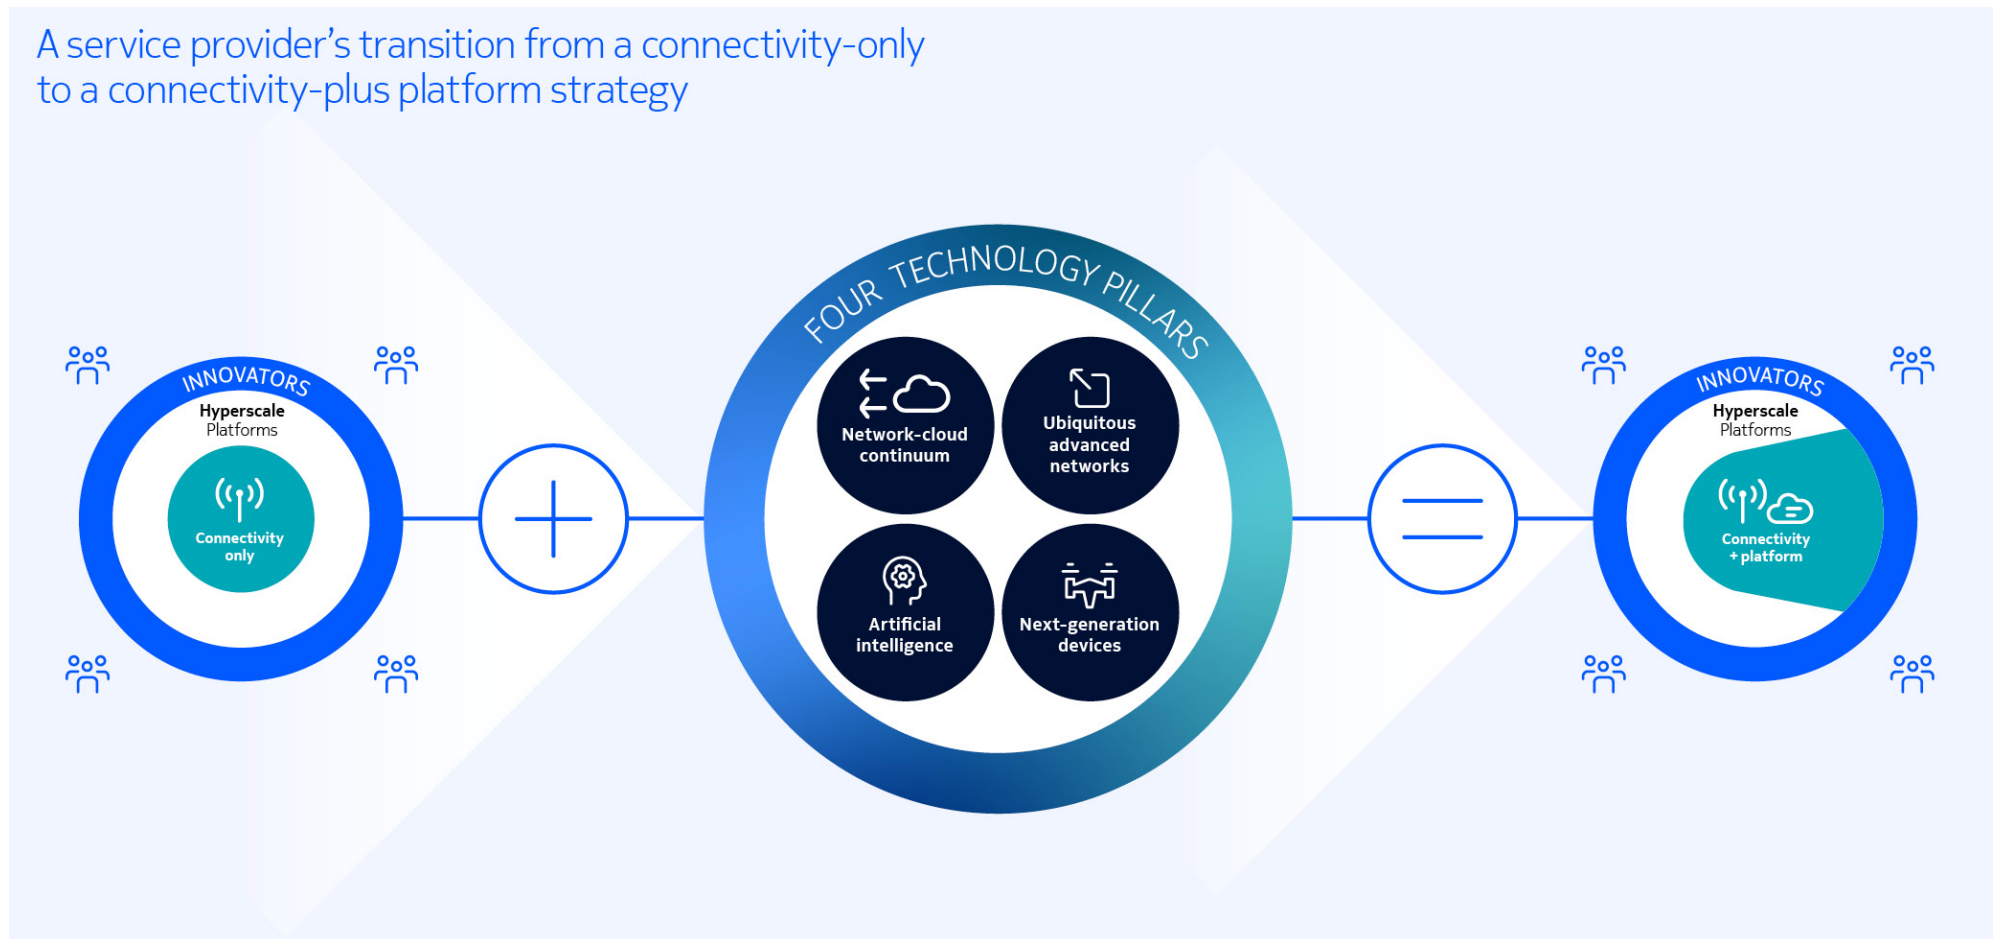 A service provider’s transition from a connectivity-only
to a connectivity-plus platform strategy
INNOVATORS
Hyperscale
Platforms
Connectivity
only
FOUR TECHNOLOGY PILLARS
Network-cloud
continuum
Ubiquitous
advanced
networks
Artificial
intelligence
Next-generation
devices
INNOVATORS
Hyperscale
Platforms
Connectivity
+ platform